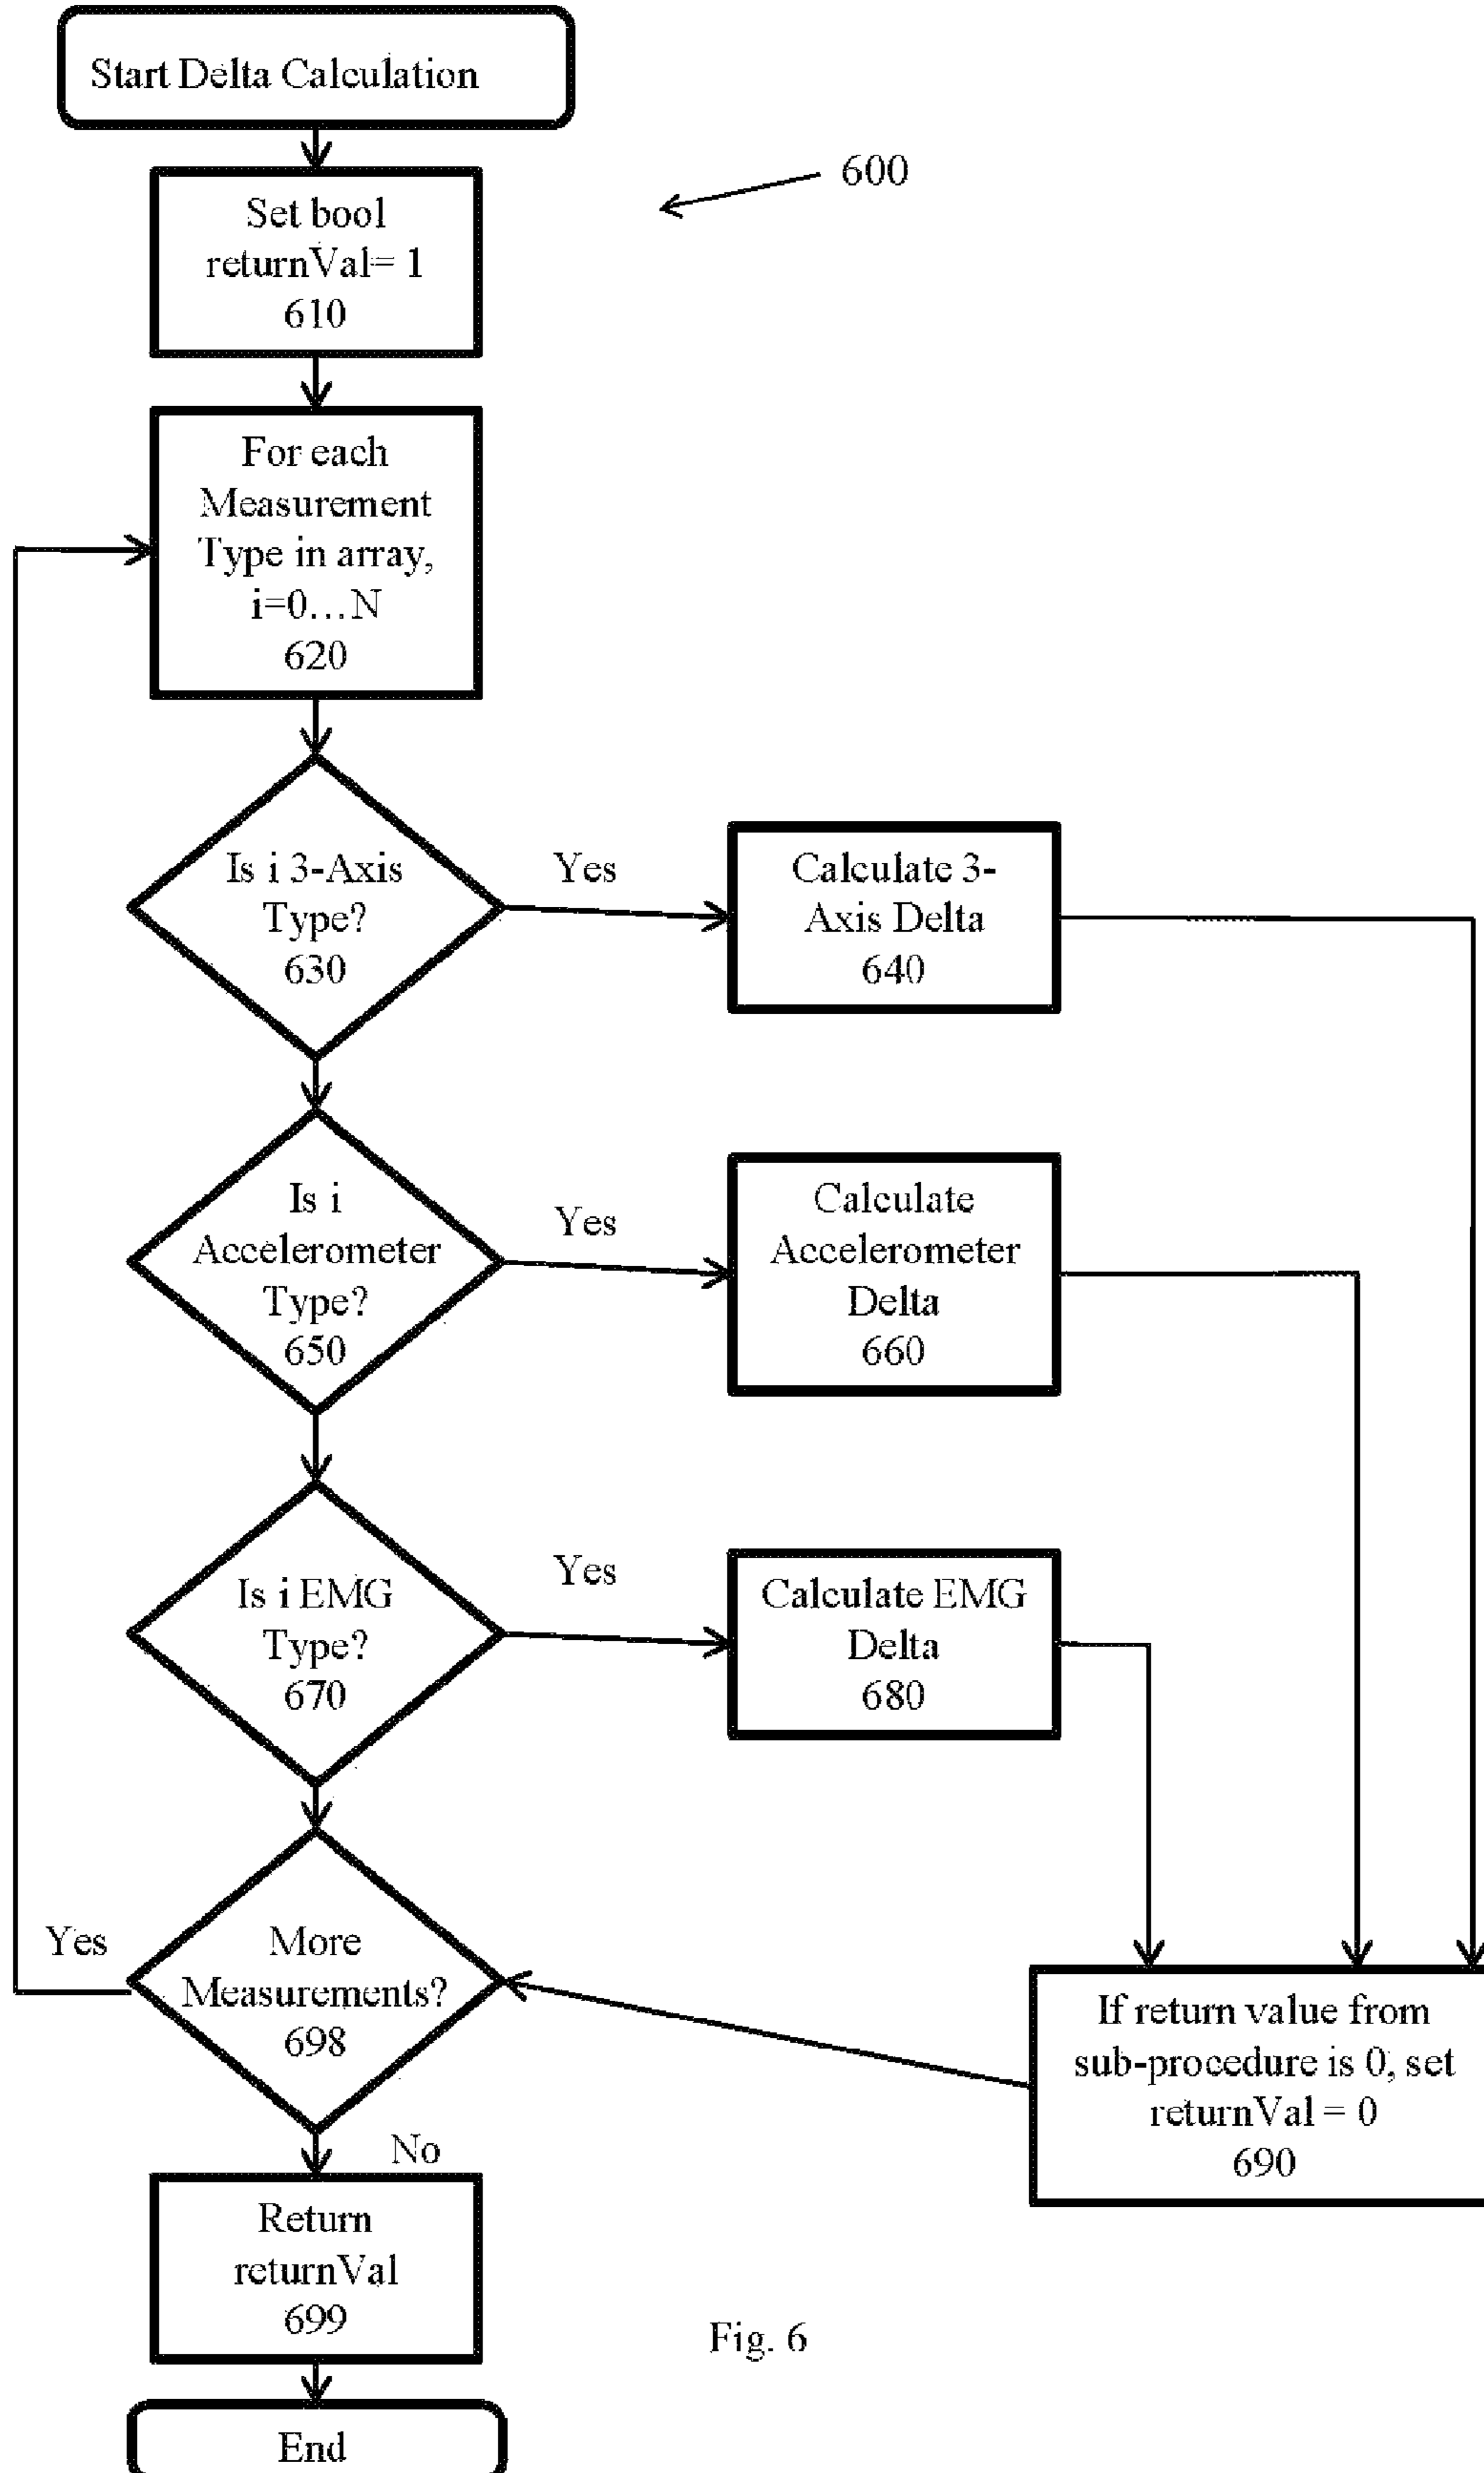 Start Delta Calculation
600
Set bool
returnVal= 1
610
For each
Measurement
Type in array,
i=0…N
620
Is i 3-Axis
Type?
630
Yes
Calculate 3-
Axis Delta
640
Is i
Accelerometer
Type?
650
Yes
Calculate
Accelerometer
Delta
660
Is i EMG
Type?
670
Yes
Calculate EMG
Delta
680
Yes
More
Measurements?
698
If return value from
sub-procedure is 0, set
returnVal = 0
690
No
Return
returnVal
699
Fig. 6
End